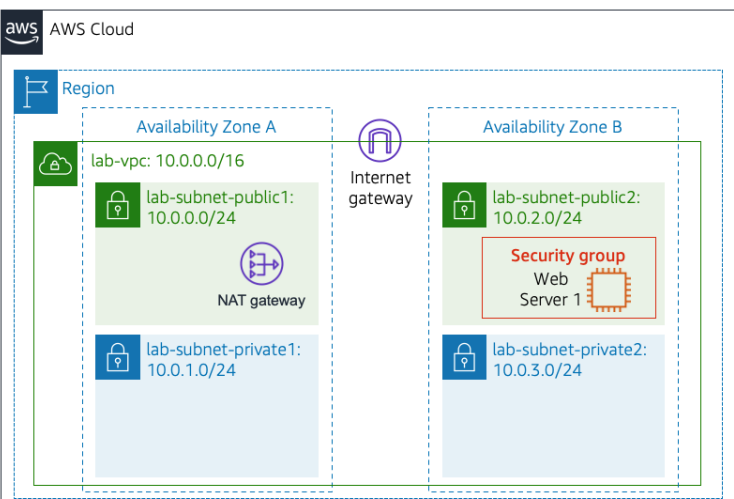 aws
AWS Cloud
Region
Availability Zone A
Availability Zone B
lab-vpc: 10.0.0.0/16
Internet
gateway
lab-subnet-public1:
10.0.0.0/24
NAT gateway
lab-subnet-public2:
10.0.2.0/24
Security group
Web
Server 1
lab-subnet-private1:
10.0.1.0/24
lab-subnet-private2:
10.0.3.0/24